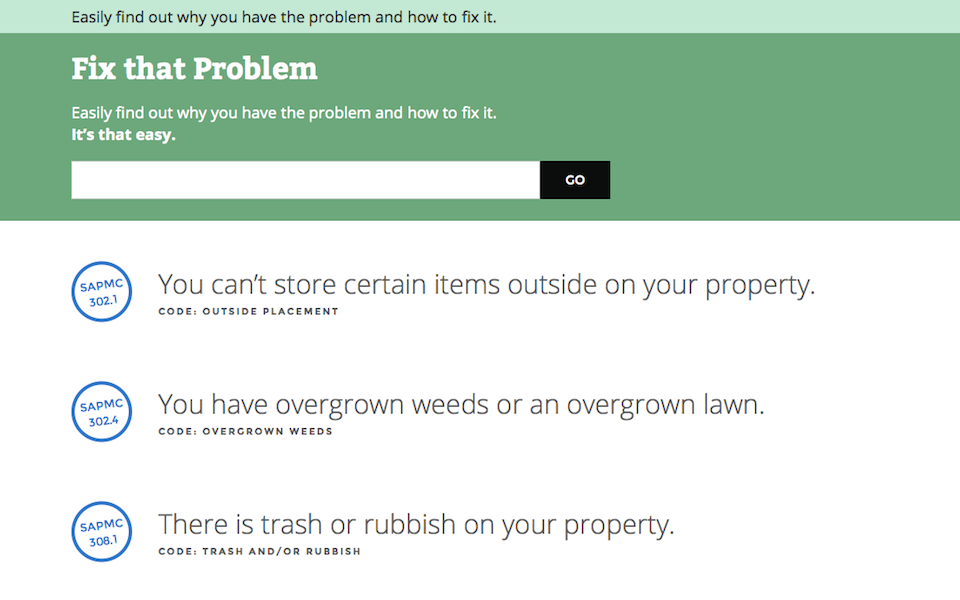 Easily find out why you have the problem and how to fix it.
Fix that Problem
Easily find out why you have the problem and how to fix it.
It's that easy.
GO
SAPMC
302.1
You can't store certain items outside on your property.
CODE: OUTSIDE PLACEMENT
SAPMC
302.4
You have overgrown weeds or an overgrown lawn.
CODE: OVERGROWN WEEDS
SAPMC
308.1
There is trash or rubbish on your property.
CODE: TRASH AND/OR RUBBISH